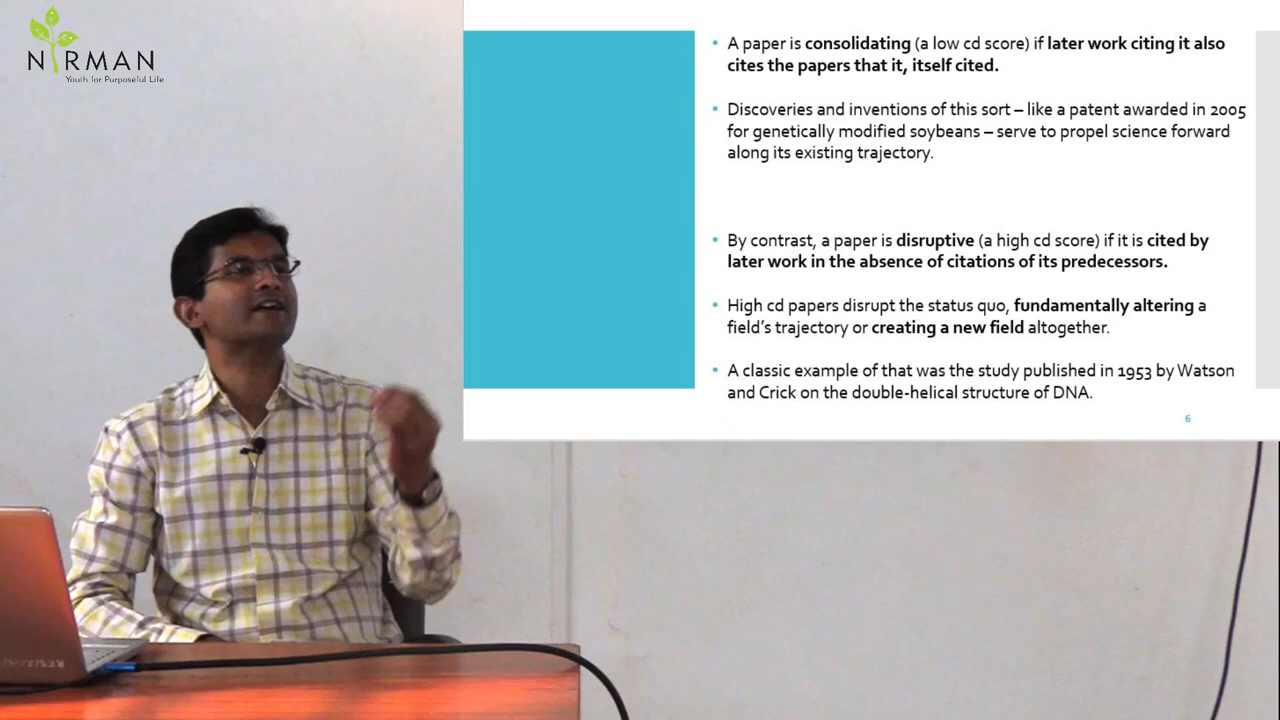 NIRMAN
Youth for Purposeful Life
• A paper is consolidating (a low cd score) if later work citing it also
cites the papers that it, itself cited.
• Discoveries and inventions of this sort – like a patent awarded in 2005
for genetically modified soybeans – serve to propel science forward
along its existing trajectory.
• By contrast, a paper is disruptive (a high cd score) if it is cited by
later work in the absence of citations of its predecessors.
• High cd papers disrupt the status quo, fundamentally altering a
field's trajectory or creating a new field altogether.
• A classic example of that was the study published in 1953 by Watson
and Crick on the double-helical structure of DNA.
6